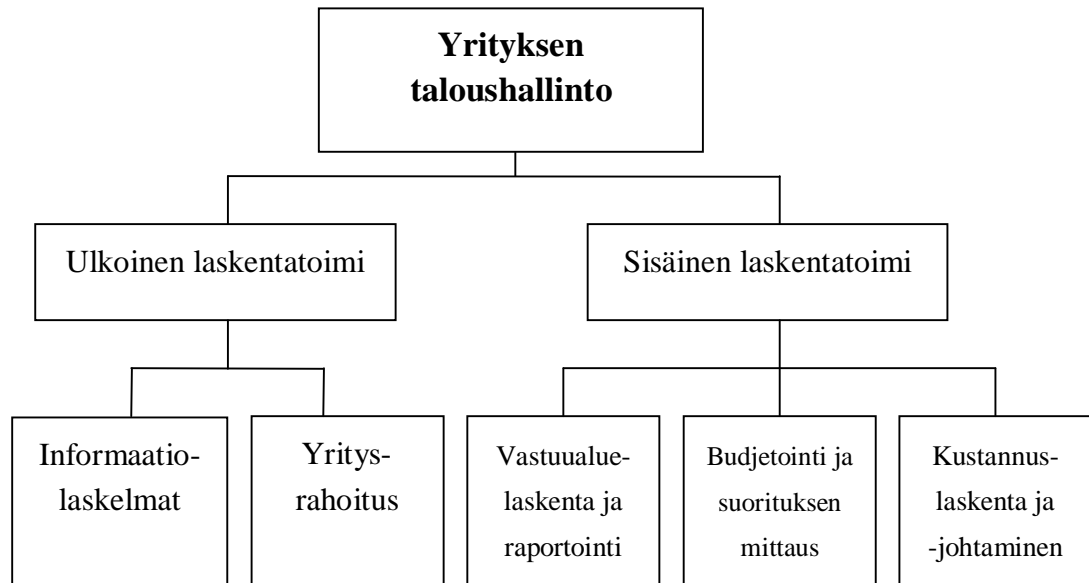 Yrityksen
taloushallinto
Ulkoinen laskentatoimi
Sisäinen laskentatoimi
Informaatio-
laskelmat
Yritys-
rahoitus
Vastuualue-
laskenta ja
raportointi
Budjetointi ja
suorituksen
mittaus
Kustannus-
laskenta ja
-johtaminen